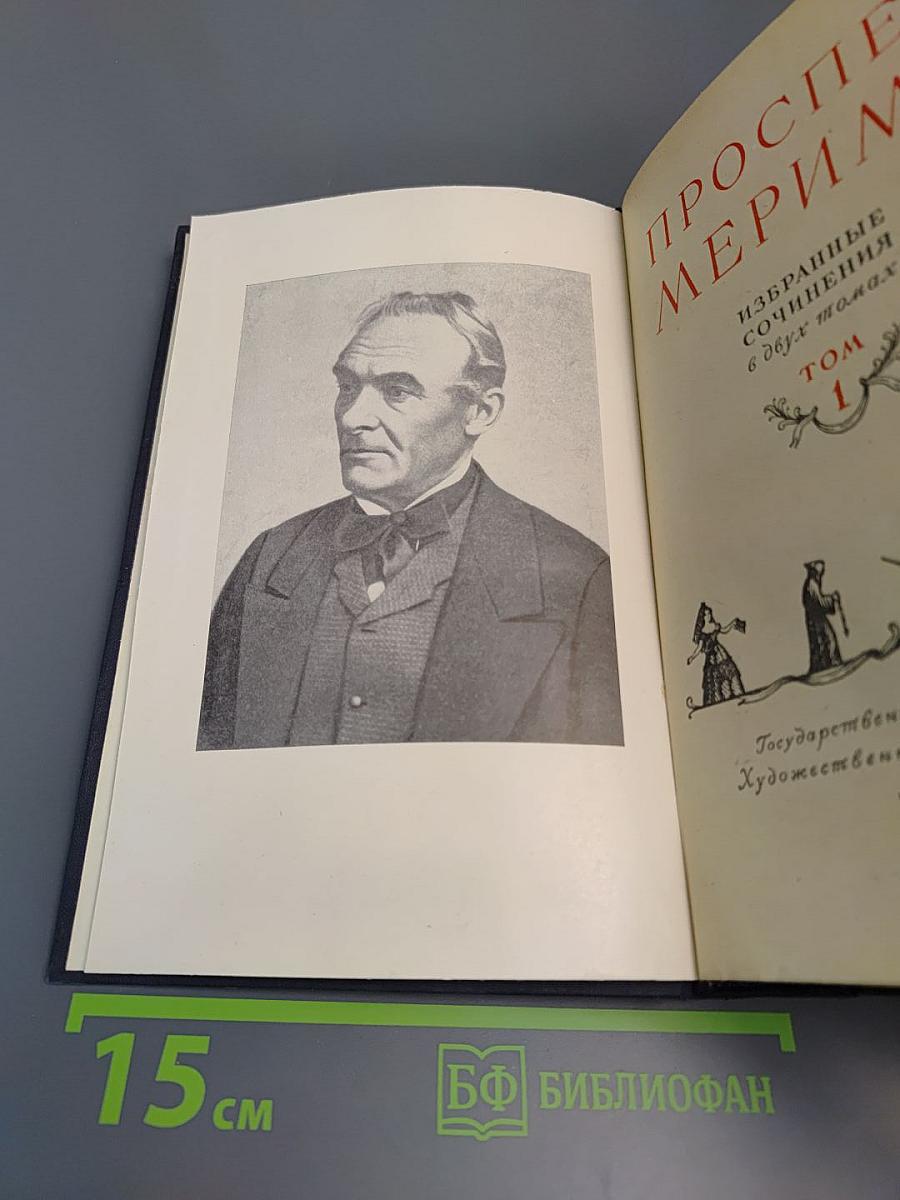 ПРОСПЕ
МЕРИМ
ИЗБРАННЫЕ
СОЧИНЕНИЯ
в двух томах
ТОМ
1
Государствен
Художествен
15 см
БФ БИБЛИОФАН